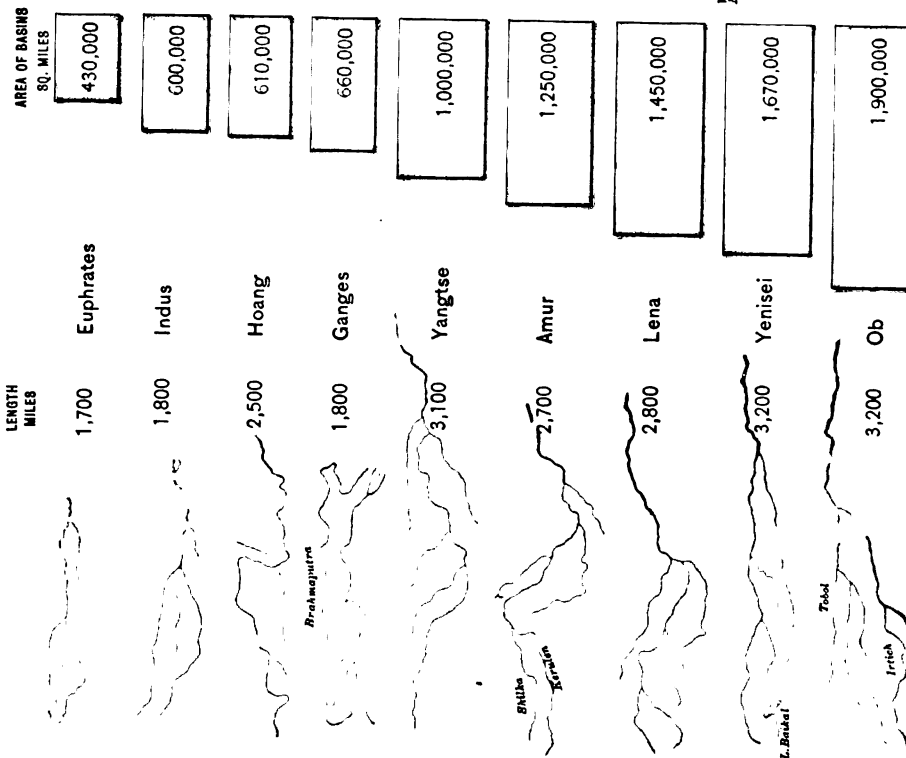 AREA OF BASINS
SQ. MILES
430,000
600,000
610,000
660,000
1,000,000
1,250,000
1,450,000
1,670,000
1,900,000
Euphrates
Indus
Hoang
Ganges
Yangtse
Amur
Lena
Yenisei
Ob
LENGTH
MILES
1,700
1,800
2,500
1,800
3,100
2,700
2,800
3,200
3,200
Brahmaputra
Shilka
Kerulen
L.Baikal
Tobol
Irtich